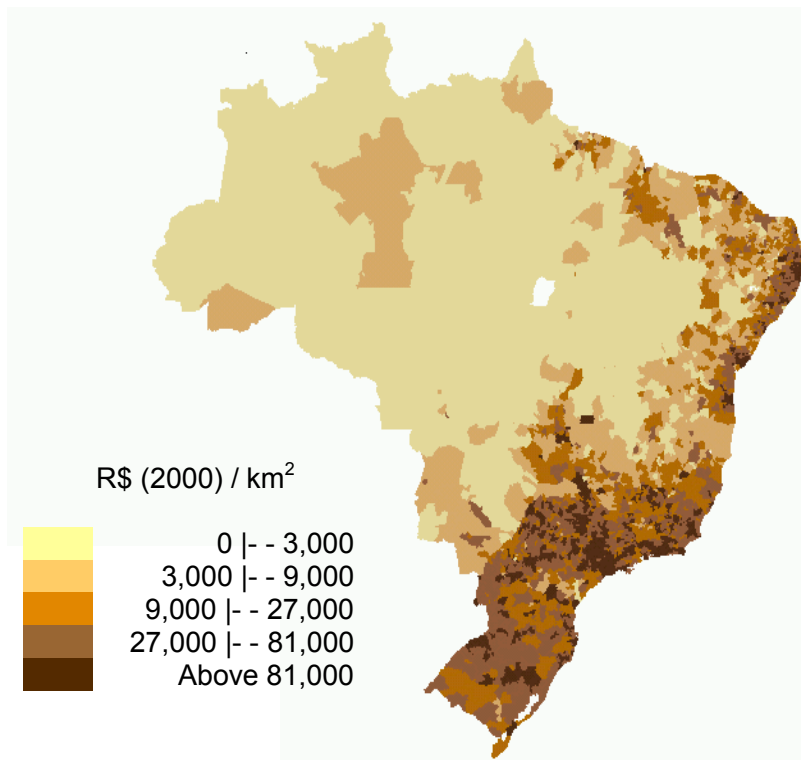 R$ (2000) / km²
0 |- - 3,000
3,000 |- - 9,000
9,000 |- - 27,000
27,000 |- - 81,000
Above 81,000